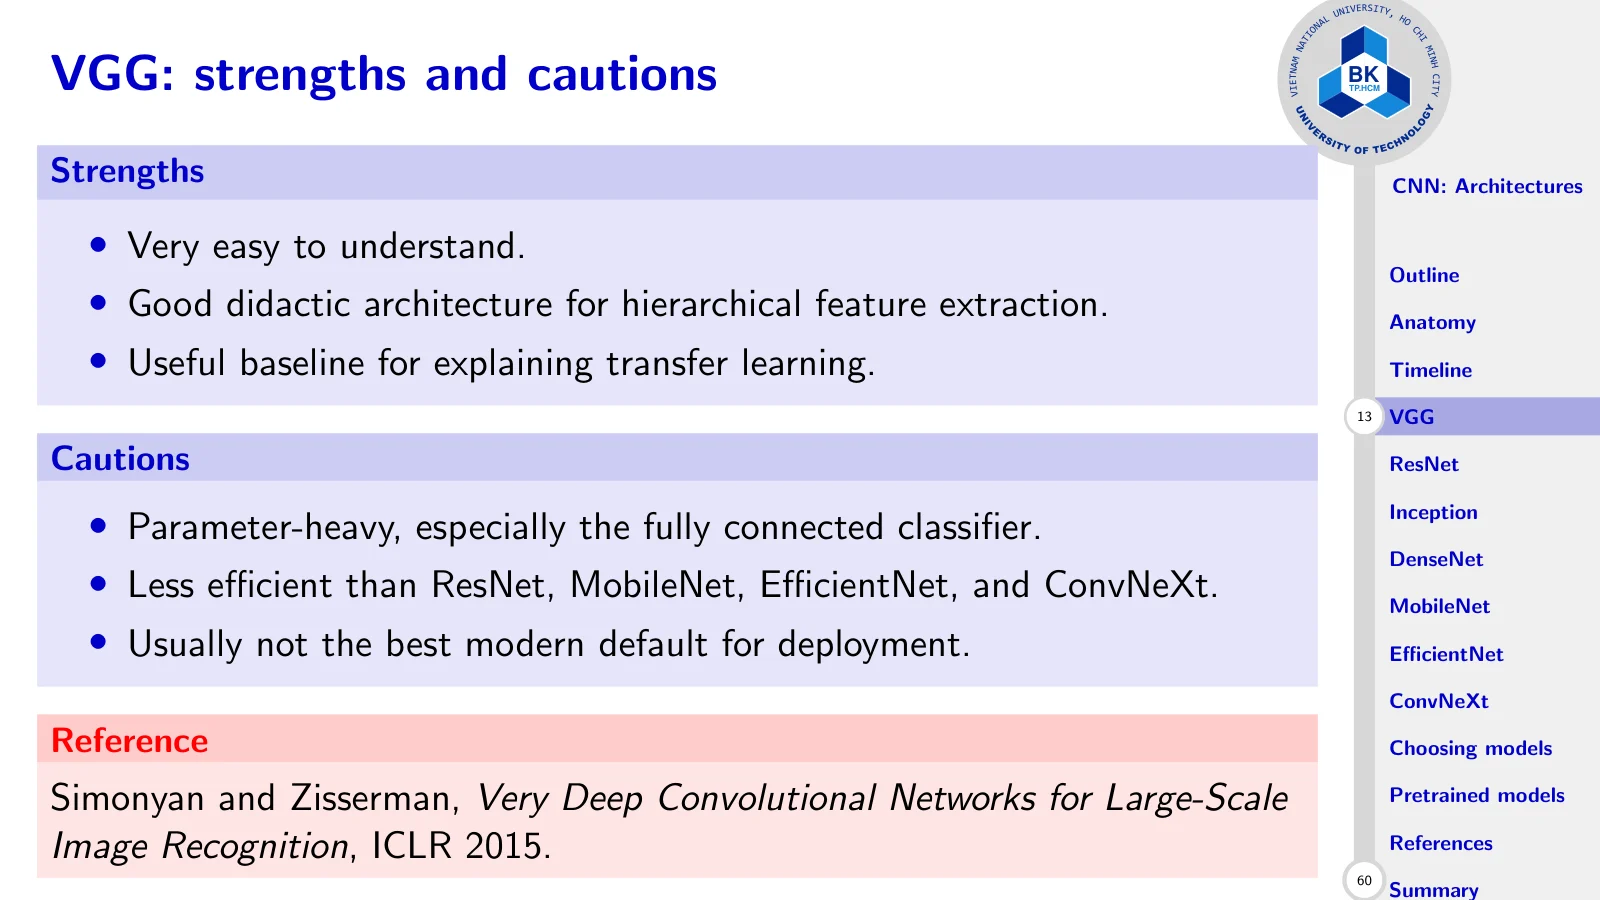 VGG: strengths and cautions
Strengths
• Very easy to understand.
• Good didactic architecture for hierarchical feature extraction.
• Useful baseline for explaining transfer learning.
Cautions
• Parameter-heavy, especially the fully connected classifier.
• Less efficient than ResNet, MobileNet, EfficientNet, and ConvNeXt.
• Usually not the best modern default for deployment.
Reference
Simonyan and Zisserman, Very Deep Convolutional Networks for Large-Scale
Image Recognition, ICLR 2015.
VIETNAM NATIONAL UNIVERSITY, HO CHI MINH CITY
BK
TP.HCM
UNIVERSITY OF TECHNOLOGY
CNN: Architectures
Outline
Anatomy
Timeline
13 VGG
ResNet
Inception
DenseNet
MobileNet
EfficientNet
ConvNeXt
Choosing models
Pretrained models
References
60 Summary